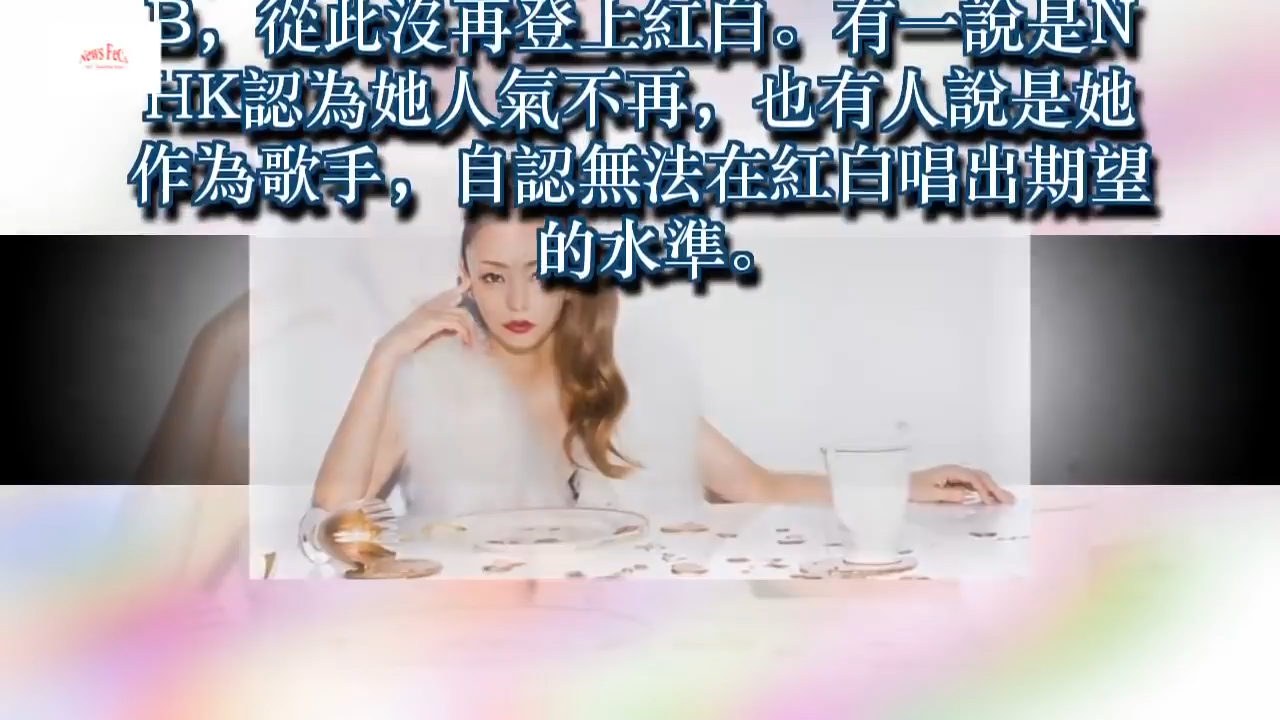 News FeCs
B，從此沒再登上紅白。有一說是N
HK認為她人氣不再，也有人說是她
作為歌手，自認無法在紅白唱出期望
的水準。